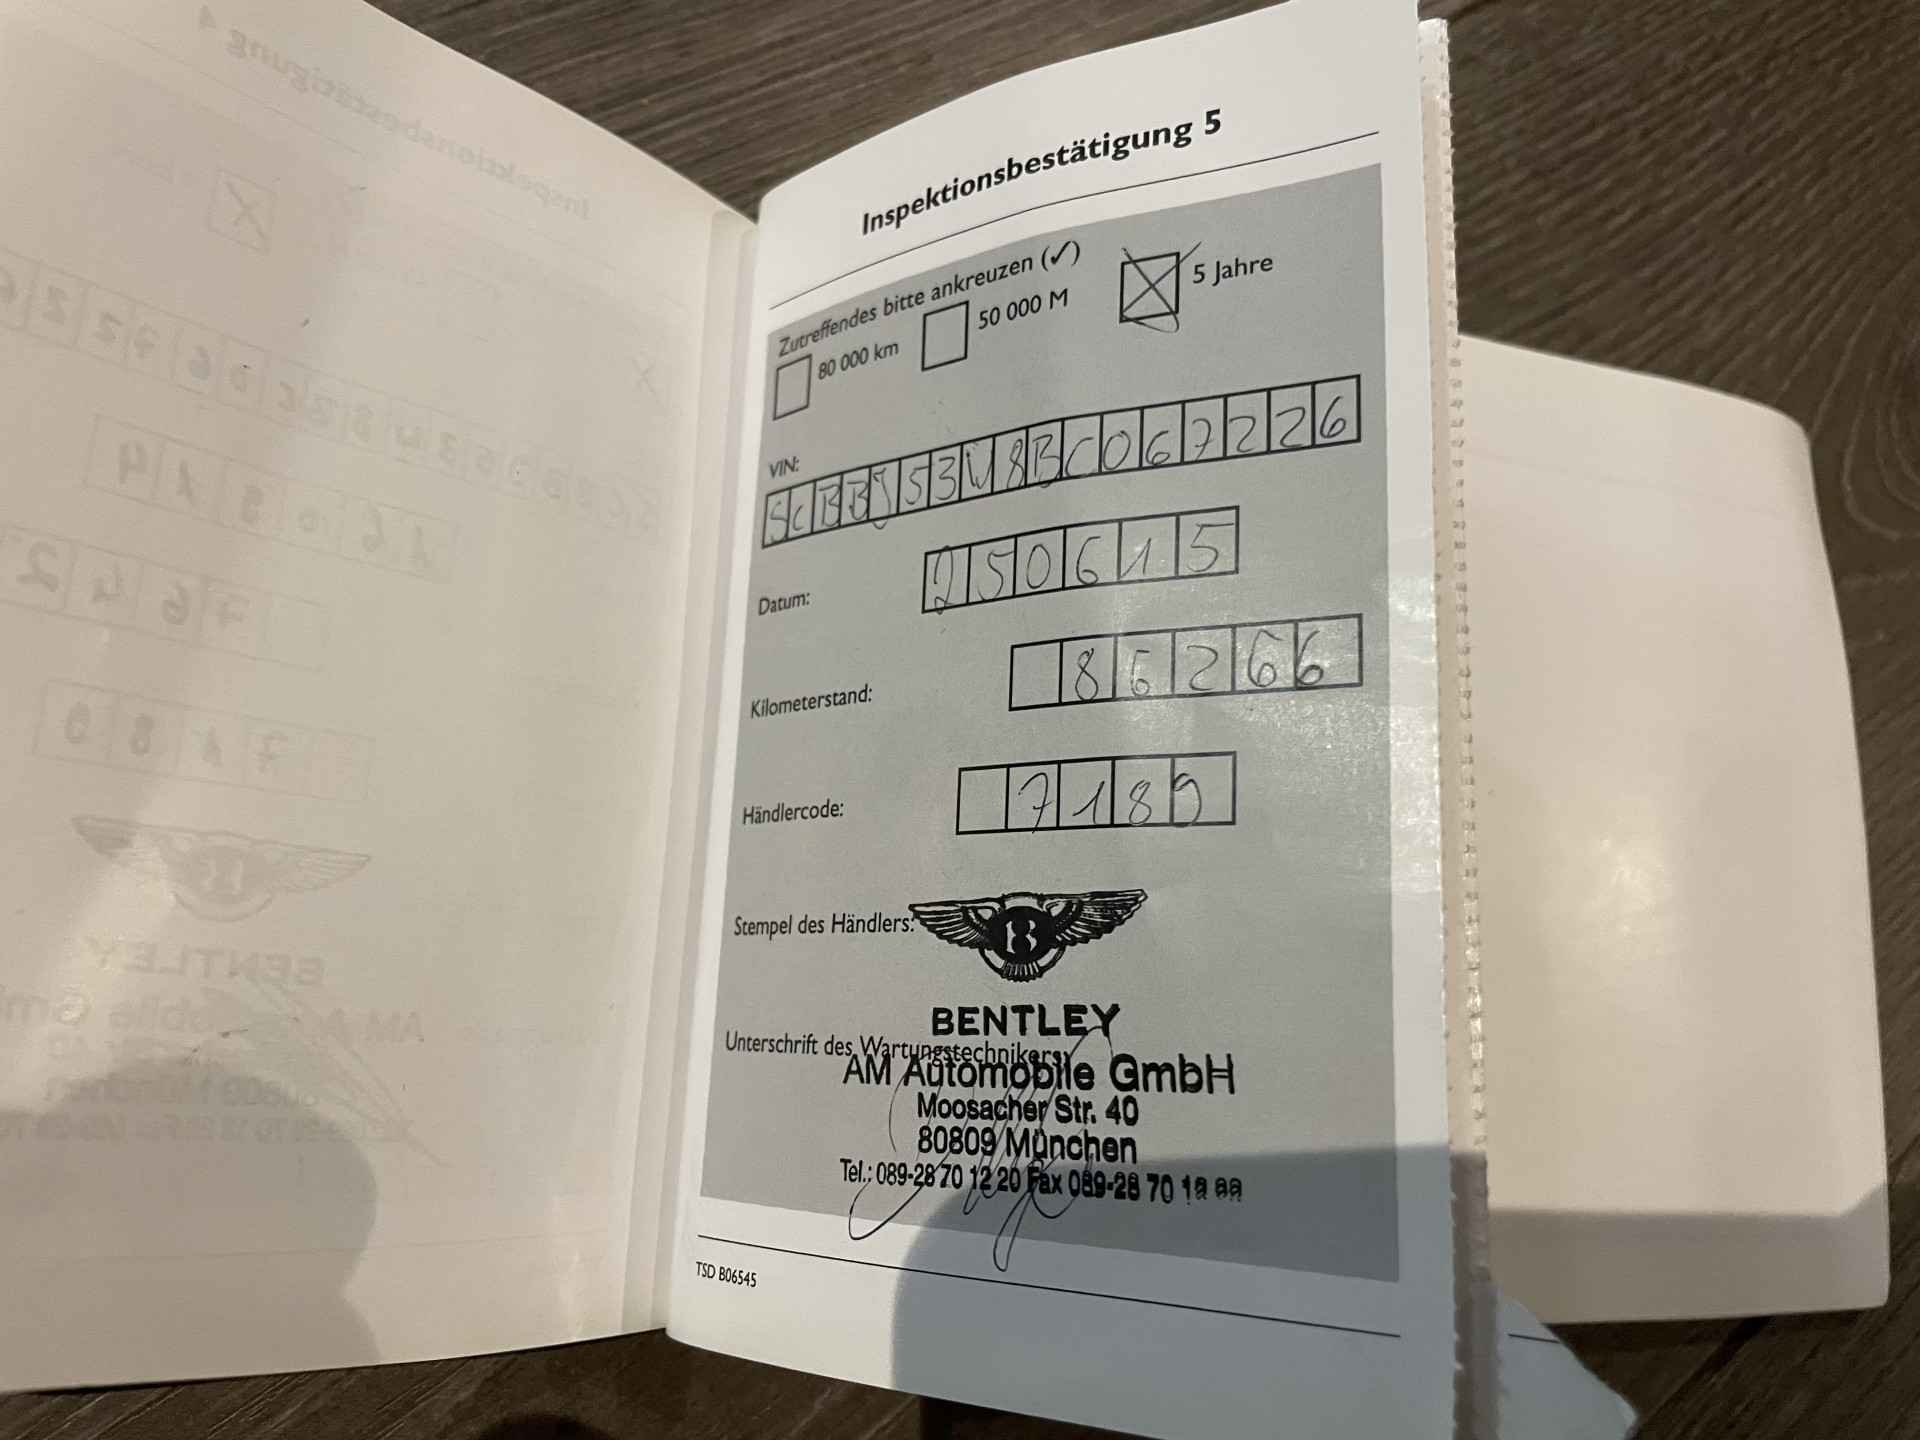 Inspektionsbestätigung 5
Zutreffendes bitte ankreuzen (✓)
80 000 km
50 000 M
5 Jahre
VIN:
SCBBJ53W8BC067226
Datum:
250615
Kilometerstand:
86266
Händlercode:
7189
Stempel des Händlers:
B
BENTLEY
Unterschrift des Wartungstechnikers:
AM Automobile GmbH
Moosacher Str. 40
80809 München
Tel.: 089-28 70 12 20 Fax 089-28 70
TSD B06545